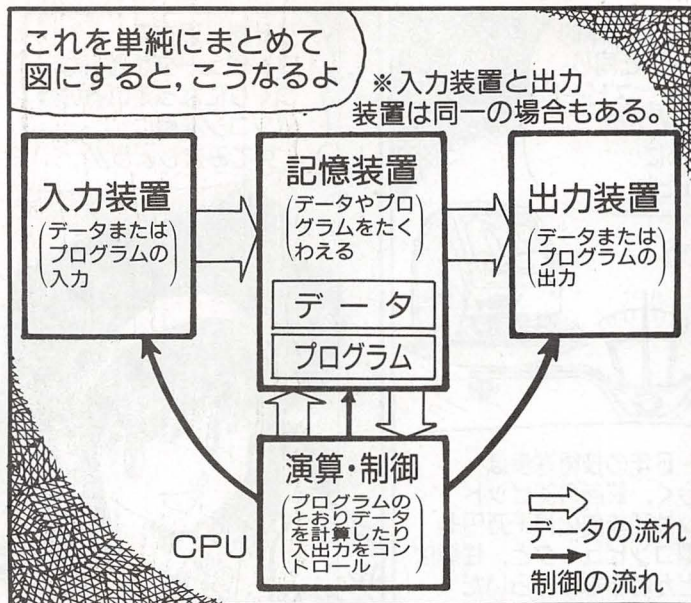 これを単純にまとめて
図にすると,こうなるよ
※入力装置と出力
装置は同一の場合もある。
入力装置
(データまたは
プログラムの
入力)
記憶装置
(データやプロ
グラムをたく
わえる)
データ
プログラム
出力装置
(データまたは
プログラムの
出力)
演算・制御
(プログラムの
とおりデータ
を計算したり
入出力をコン
トロール)
CPU
データの流れ
制御の流れ